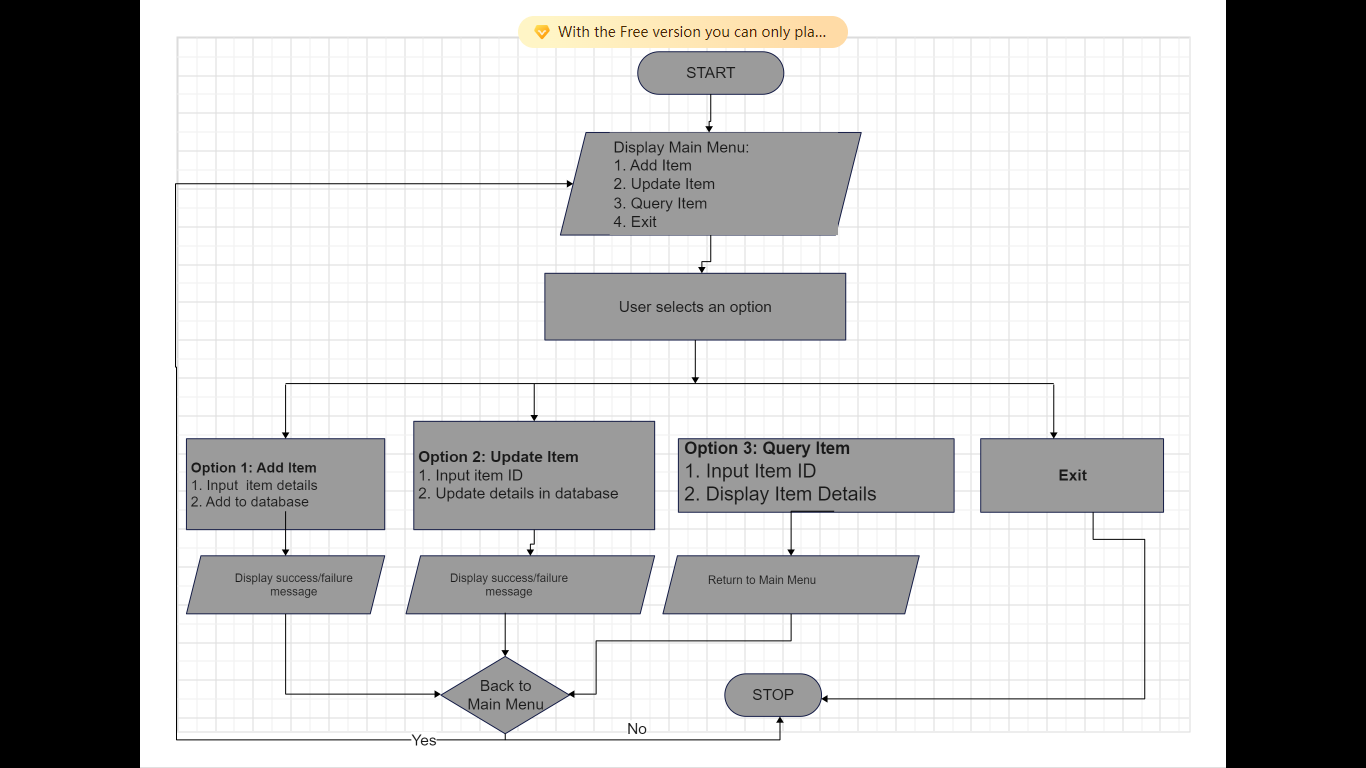 With the Free version you can only pla...
START
Display Main Menu:
1. Add Item
2. Update Item
3. Query Item
4. Exit
User selects an option
Option 1: Add Item
1. Input  item details
2. Add to database
Option 2: Update Item
1. Input item ID
2. Update details in database
Option 3: Query Item
1. Input Item ID
2. Display Item Details
Exit
Display success/failure
message
Display success/failure
message
Return to Main Menu
Back to
Main Menu
STOP
No
Yes